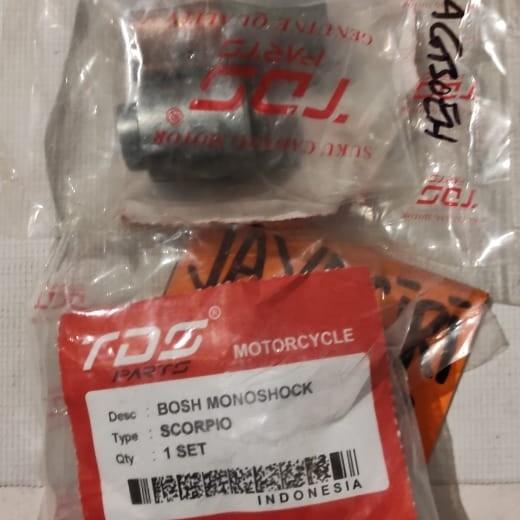 GENUINE QUALITY
PARTS
TDS
®
SUKU CADANG MOTOR
TDS
TDS
PARTS
®
MOTORCYCLE
Desc : BOSH MONOSHOCK
Type : SCORPIO
Qty : 1 SET
INDONESIA